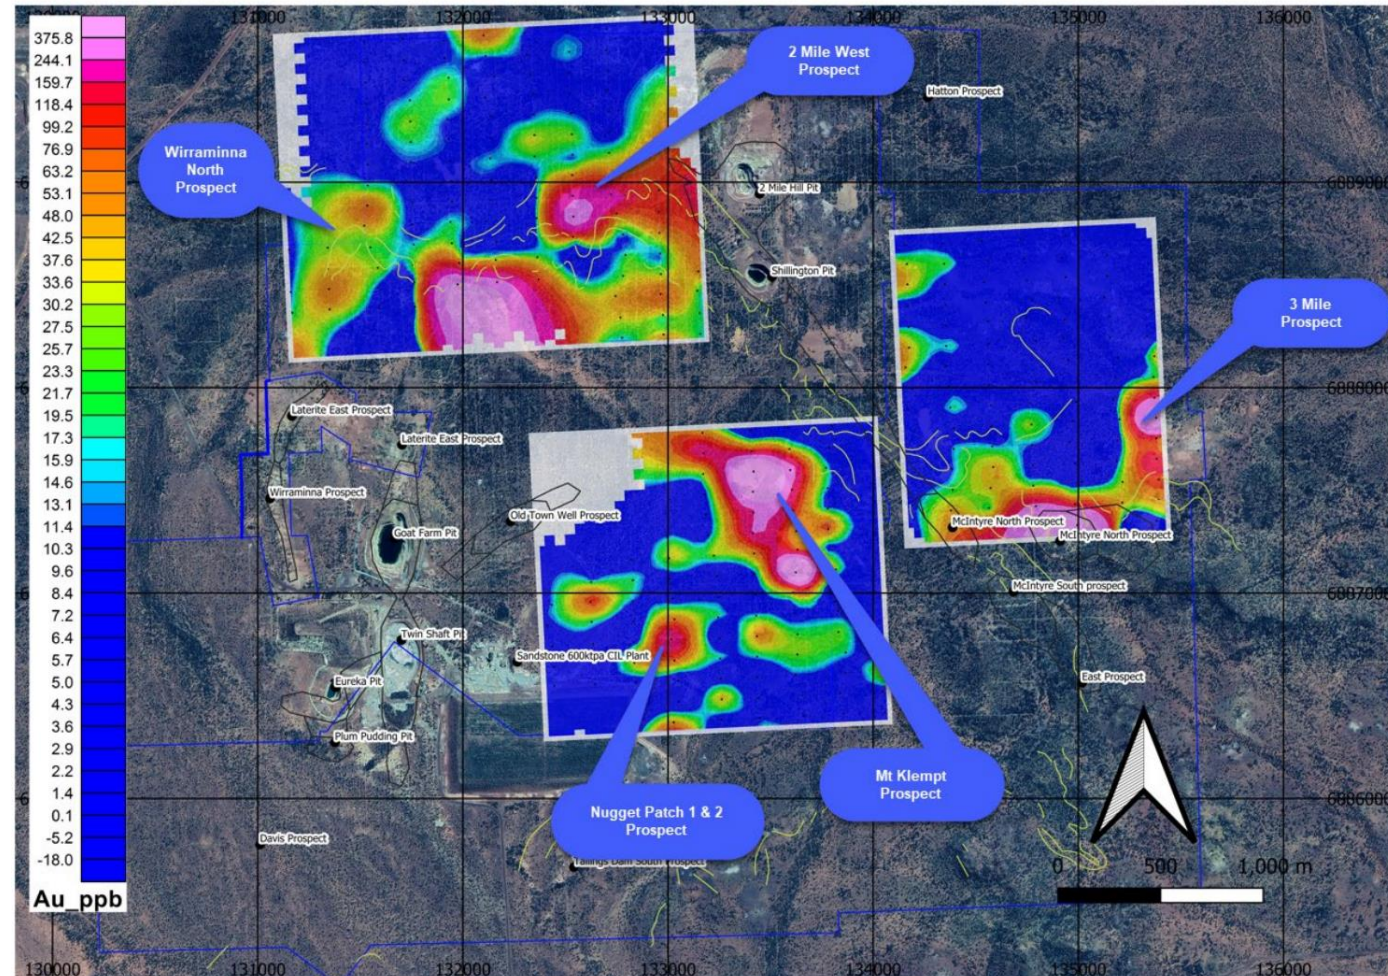 131000
132000
133000
134000
135000
136000
375.8
244.1
159.7
118.4
99.2
76.9
63.2
53.1
48.0
42.5
37.6
33.6
30.2
27.5
25.7
23.3
21.7
19.5
17.3
15.9
14.6
13.1
11.4
10.3
9.6
8.4
7.2
6.4
5.7
5.0
4.3
3.6
2.9
2.2
1.4
0.1
-5.2
-18.0
Au_ppb
2 Mile West
Prospect
Hatton Prospect
Wirraminna
North
Prospect
2 Mile Hill Pit
6889000
Shillington Pit
3 Mile
Prospect
6888000
Laterite East Prospect
Laterite East Prospect
Wirraminna Prospect
Old Town Well Prospect
Goat Farm Pit
McIntyre North Prospect
McIntyre North Prospect
McIntyre South prospect
6887000
Twin Shaft Pit
Sandstone 600ktpa CIL Plant
Eureka Pit
East Prospect
Plum Pudding Pit
Mt Klempt
Prospect
Nugget Patch 1 & 2
Prospect
6886000
Davis Prospect
Tailings Dam South Prospect
0 500 1,000 m
130000
131000
132000
133000
134000
135000
136000